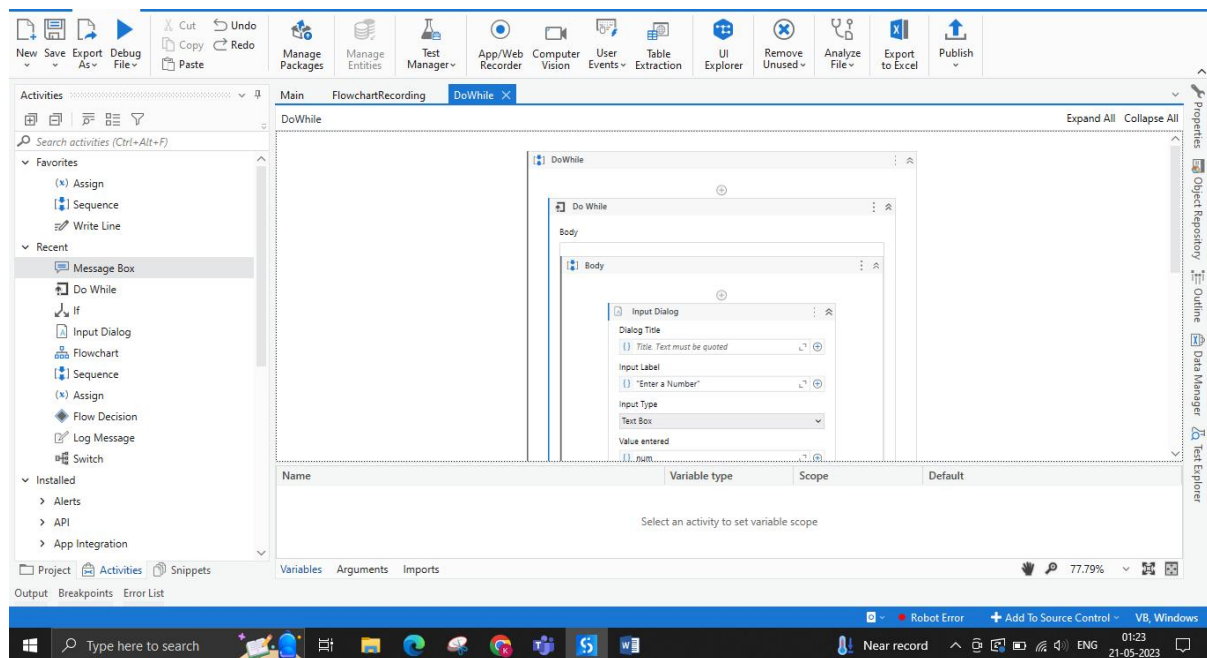 New Save Export As Debug File
Cut Copy Paste
Undo Redo
Manage Packages
Manage Entities
Test Manager
App/Web Recorder
Computer Vision
User Events
Table Extraction
UI Explorer
Remove Unused
Analyze File
Export to Excel
Publish
Activities
Search activities (Ctrl+Alt+F)
Favorites
Assign
Sequence
Write Line
Recent
Message Box
Do While
If
Input Dialog
Flowchart
Sequence
Assign
Flow Decision
Log Message
Switch
Installed
Alerts
API
App Integration
Project Activities Snippets
Main FlowchartRecording DoWhile
DoWhile Expand All Collapse All
DoWhile
Do While
Body
Body
Input Dialog
Dialog Title
Title. Text must be quoted
Input Label
"Enter a Number"
Input Type
Text Box
Value entered
num
Name Variable type Scope Default
Select an activity to set variable scope
Variables Arguments Imports 77.79%
Properties
Object Repository
Outline
Data Manager
Test Explorer
Output Breakpoints Error List
Robot Error Add To Source Control VB, Windows
Type here to search Near record ENG 01:23
21-05-2023